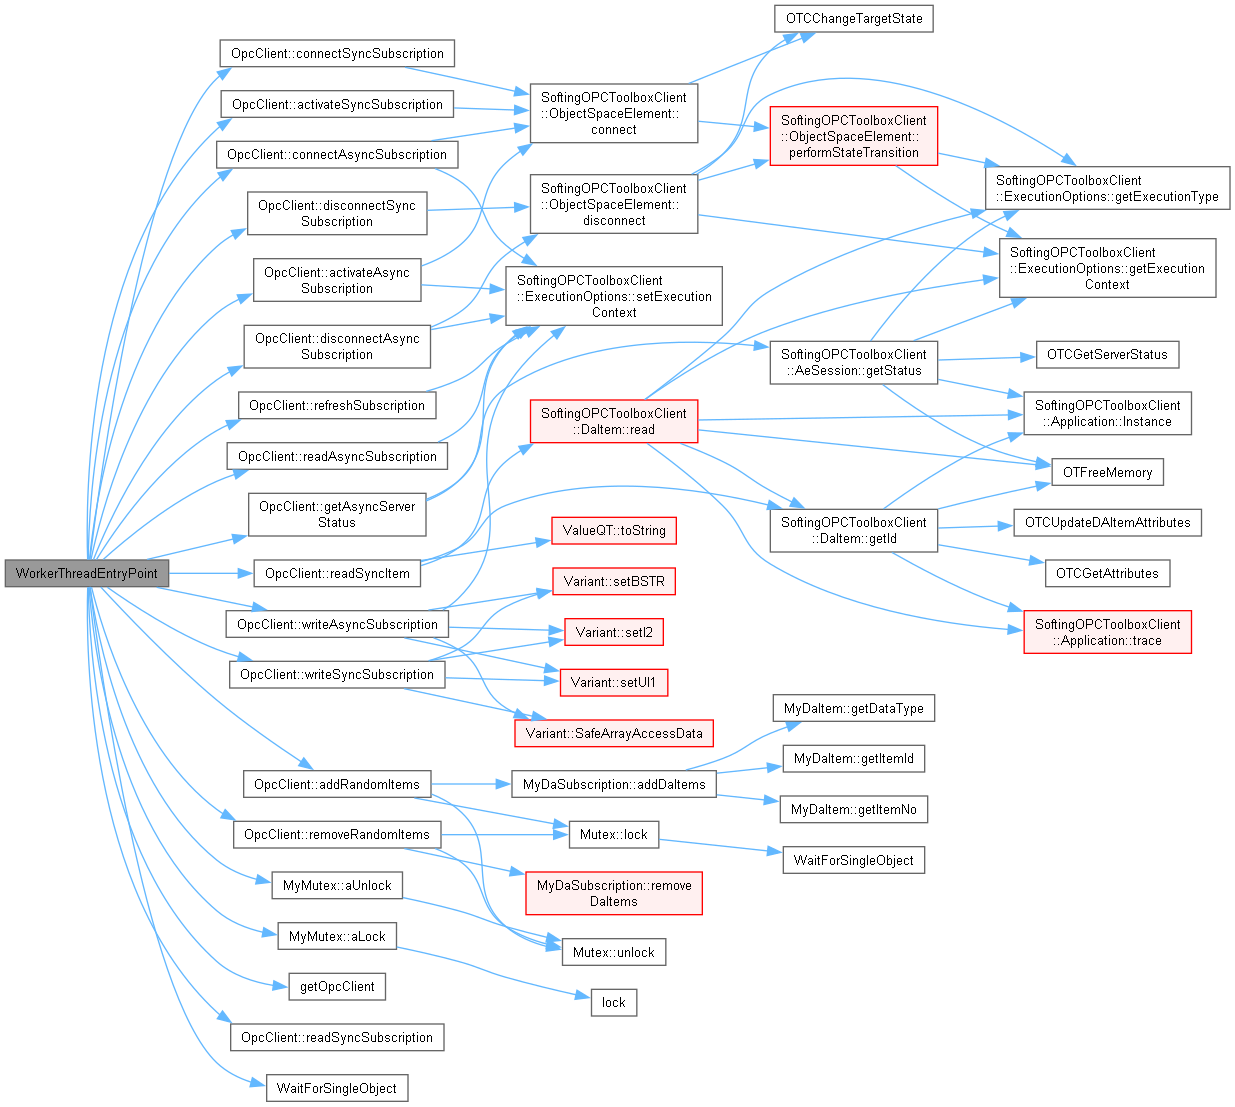 WorkerThreadEntryPoint
OpcClient::connectSyncSubscription
OpcClient::activateSyncSubscription
OpcClient::connectAsyncSubscription
OpcClient::disconnectSync
Subscription
OpcClient::activateAsync
Subscription
OpcClient::disconnectAsync
Subscription
OpcClient::refreshSubscription
OpcClient::readAsyncSubscription
OpcClient::getAsyncServer
Status
OpcClient::readSyncItem
OpcClient::writeAsyncSubscription
OpcClient::writeSyncSubscription
OpcClient::addRandomItems
OpcClient::removeRandomItems
MyMutex::aUnlock
MyMutex::aLock
getOpcClient
OpcClient::readSyncSubscription
WaitForSingleObject
SoftingOPCToolboxClient
::ObjectSpaceElement::
connect
SoftingOPCToolboxClient
::ObjectSpaceElement::
disconnect
SoftingOPCToolboxClient
::ExecutionOptions::setExecution
Context
SoftingOPCToolboxClient
::DaItem::read
ValueQT::toString
Variant::setBSTR
Variant::setI2
Variant::setUI1
Variant::SafeArrayAccessData
MyDaSubscription::addDaItems
Mutex::lock
MyDaSubscription::remove
DaItems
Mutex::unlock
lock
OTCChangeTargetState
SoftingOPCToolboxClient
::ObjectSpaceElement::
performStateTransition
SoftingOPCToolboxClient
::AeSession::getStatus
SoftingOPCToolboxClient
::DaItem::getId
MyDaItem::getDataType
MyDaItem::getItemId
MyDaItem::getItemNo
WaitForSingleObject
SoftingOPCToolboxClient
::ExecutionOptions::getExecutionType
SoftingOPCToolboxClient
::ExecutionOptions::getExecution
Context
OTCGetServerStatus
SoftingOPCToolboxClient
::Application::Instance
OTFreeMemory
OTCUpdateDAItemAttributes
OTCGetAttributes
SoftingOPCToolboxClient
::Application::trace